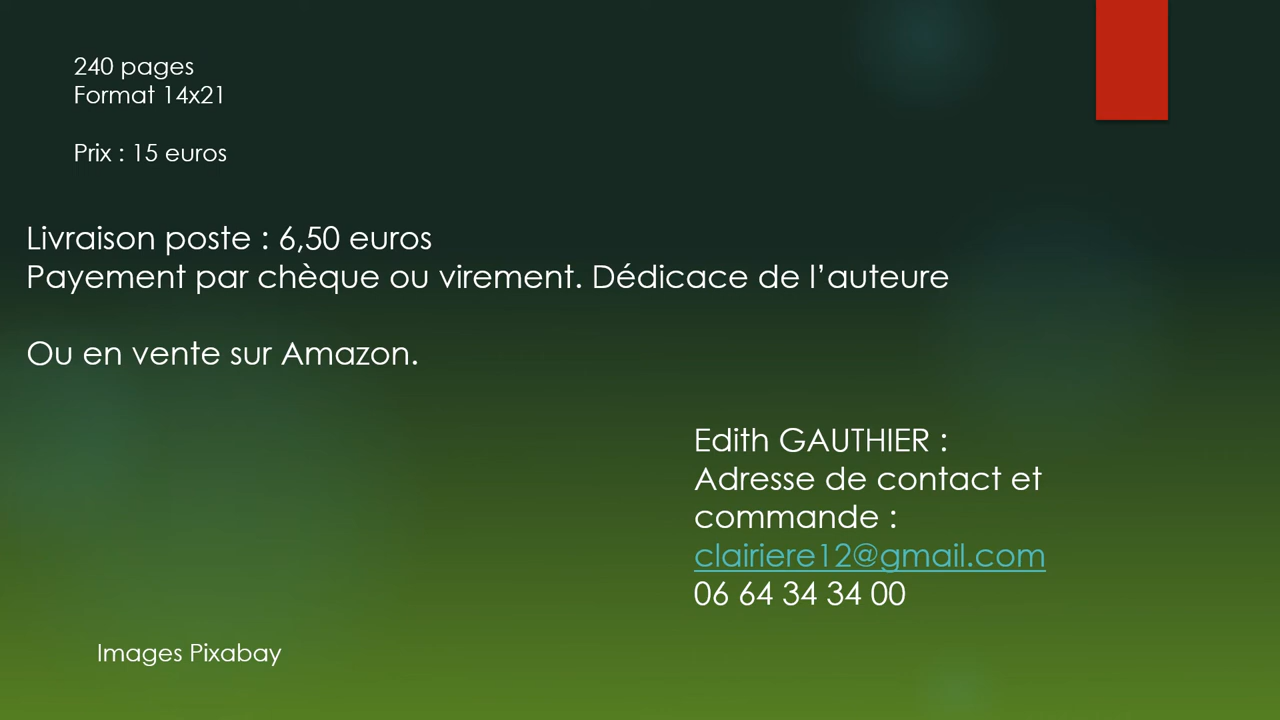 240 pages
Format 14x21
Prix : 15 euros
Livraison poste : 6,50 euros
Payement par chèque ou virement. Dédicace de l’auteure
Ou en vente sur Amazon.
Edith GAUTHIER :
Adresse de contact et
commande :
clairiere12@gmail.com
06 64 34 34 00
Images Pixabay